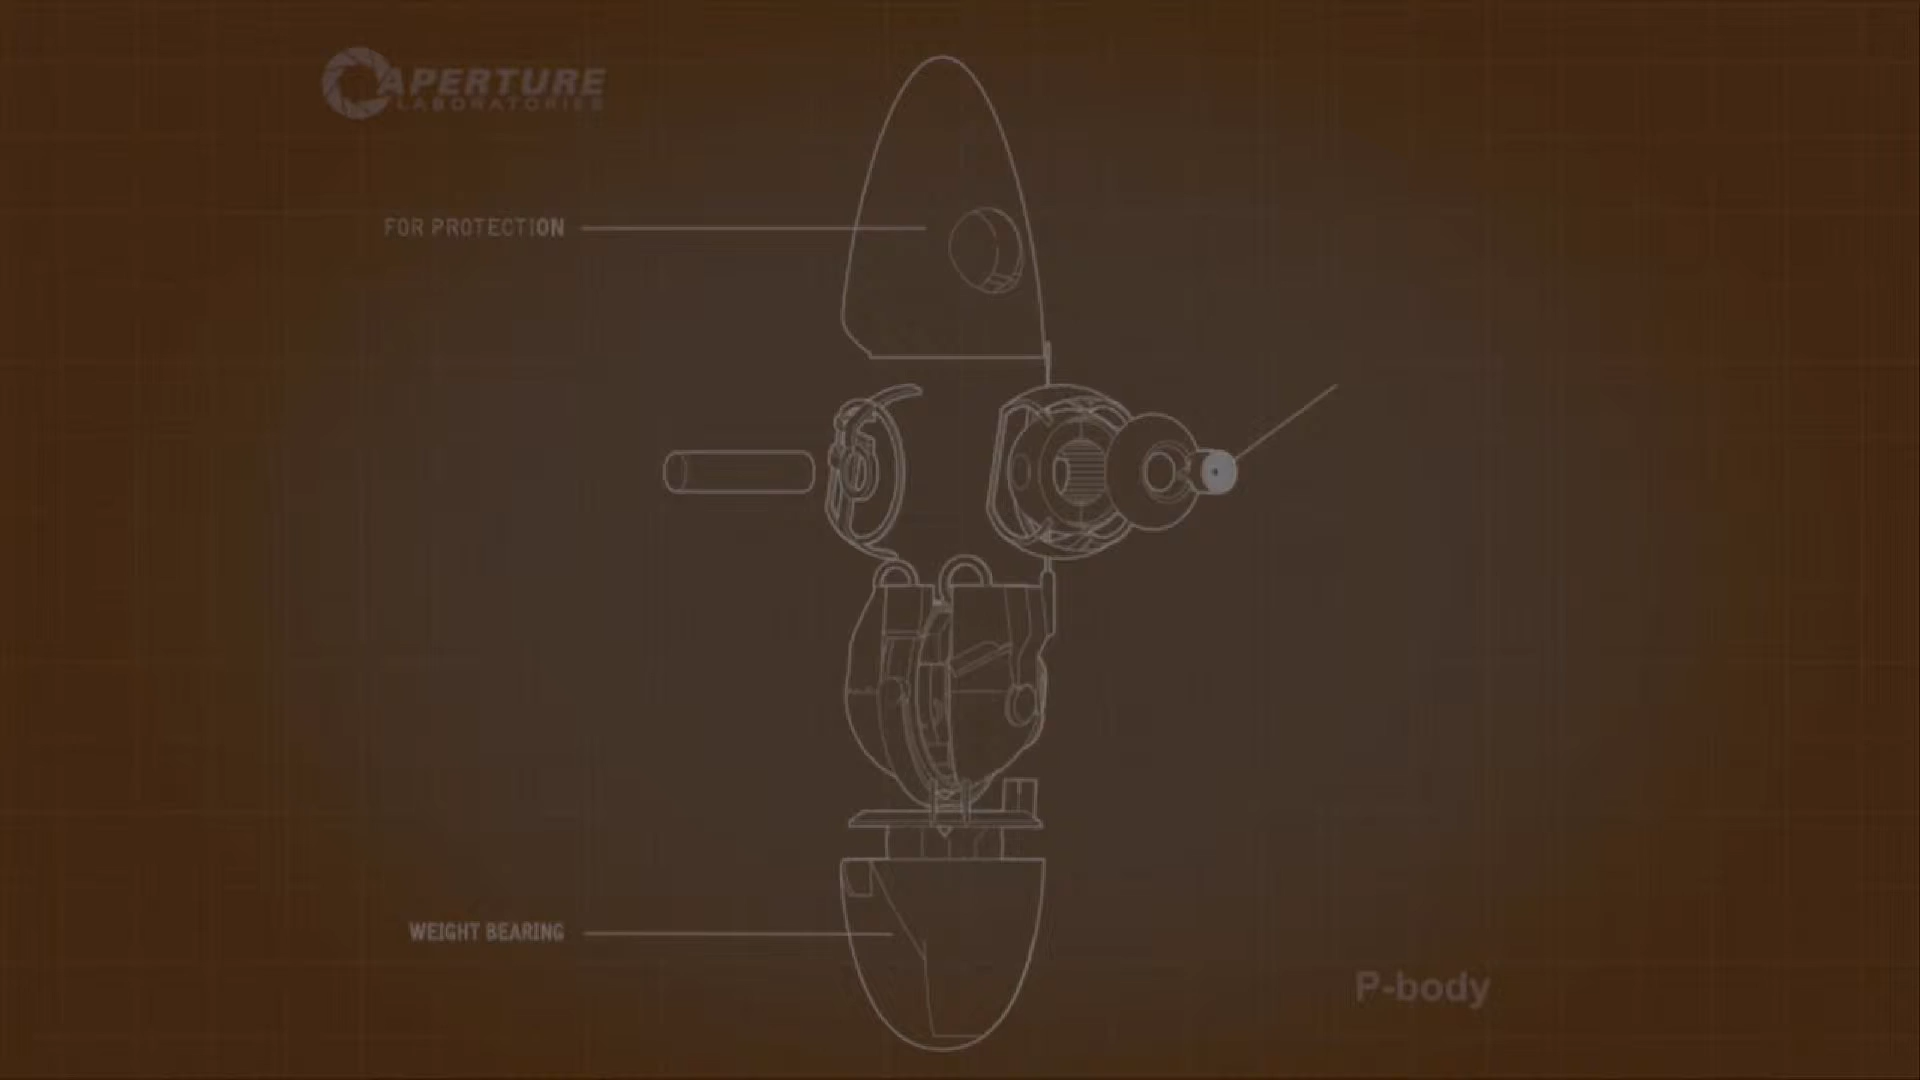 APERTURE
LABORATORIES
FOR PROTECTION
WEIGHT BEARING
P-body